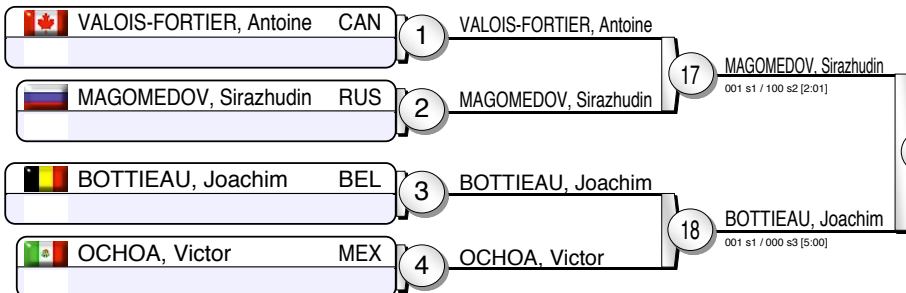 VALOIS-FORTIER, Antoine CAN
1
VALOIS-FORTIER, Antoine
17
MAGOMEDOV, Sirazhudin
001 s1 / 100 s2 [2:01]
MAGOMEDOV, Sirazhudin RUS
2
MAGOMEDOV, Sirazhudin
BOTTIEAU, Joachim BEL
3
BOTTIEAU, Joachim
18
BOTTIEAU, Joachim
001 s1 / 000 s3 [5:00]
OCHOA, Victor MEX
4
OCHOA, Victor